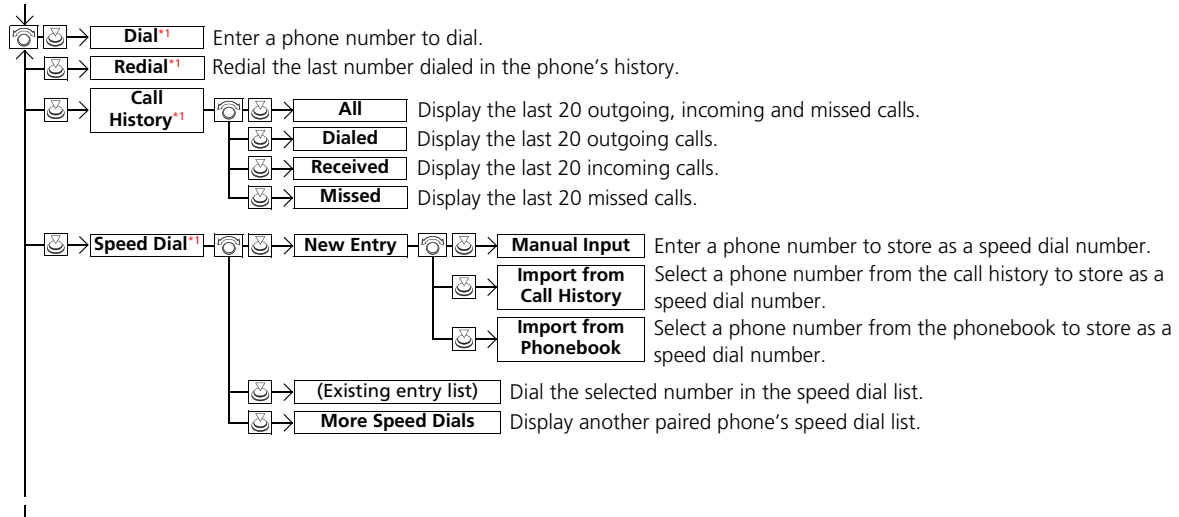 Dial*1 Enter a phone number to dial.
Redial*1 Redial the last number dialed in the phone's history.
Call
History*1
All Display the last 20 outgoing, incoming and missed calls.
Dialed Display the last 20 outgoing calls.
Received Display the last 20 incoming calls.
Missed Display the last 20 missed calls.
Speed Dial*1 New Entry Manual Input Enter a phone number to store as a speed dial number.
Import from
Call History
Select a phone number from the call history to store as a
speed dial number.
Import from
Phonebook
Select a phone number from the phonebook to store as a
speed dial number.
(Existing entry list) Dial the selected number in the speed dial list.
More Speed Dials Display another paired phone's speed dial list.